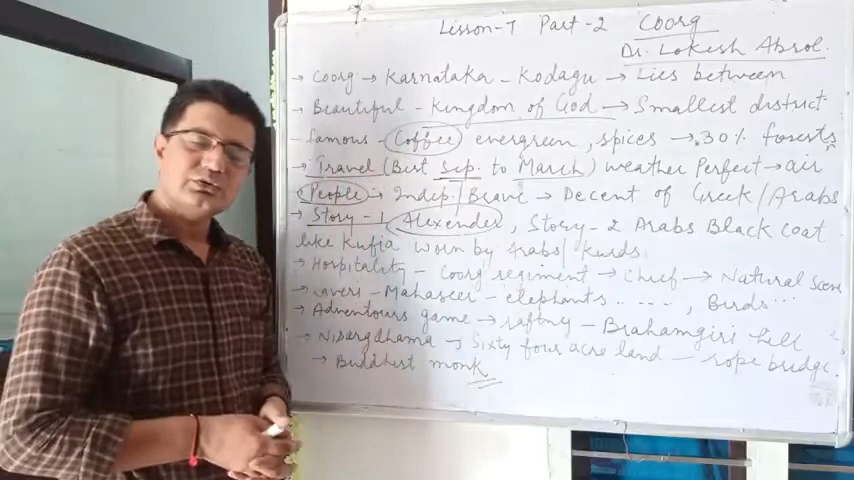 Lisson-7 Part-2 Coorg
Dr. Lokesh Absol.
→ Coorg → Karnataka - Kodagu → Lies between
→ Beautiful - Kingdom of God → Smallest district
- famous - Coffee evergreen, spices → 30% forests
→ Travel (Best Sep. to March) weather Perfect → air
People → Indep./Brave → Decent of Greek/Arabs
→ Story-1 Alexender, Story-2 Arabs Black Coat
like Kufia worn by Arabs/Kurds
→ Hospitality - Coorg regiment → Chief → Natural Scene
→ Kaveri - Mahaseer - elephants ....., Birds...
→ Adventours game → rafting - Brahamgiri hill
→ Nisargdhama → Sixty four acre land - rope bridge
→ Buddhist monk